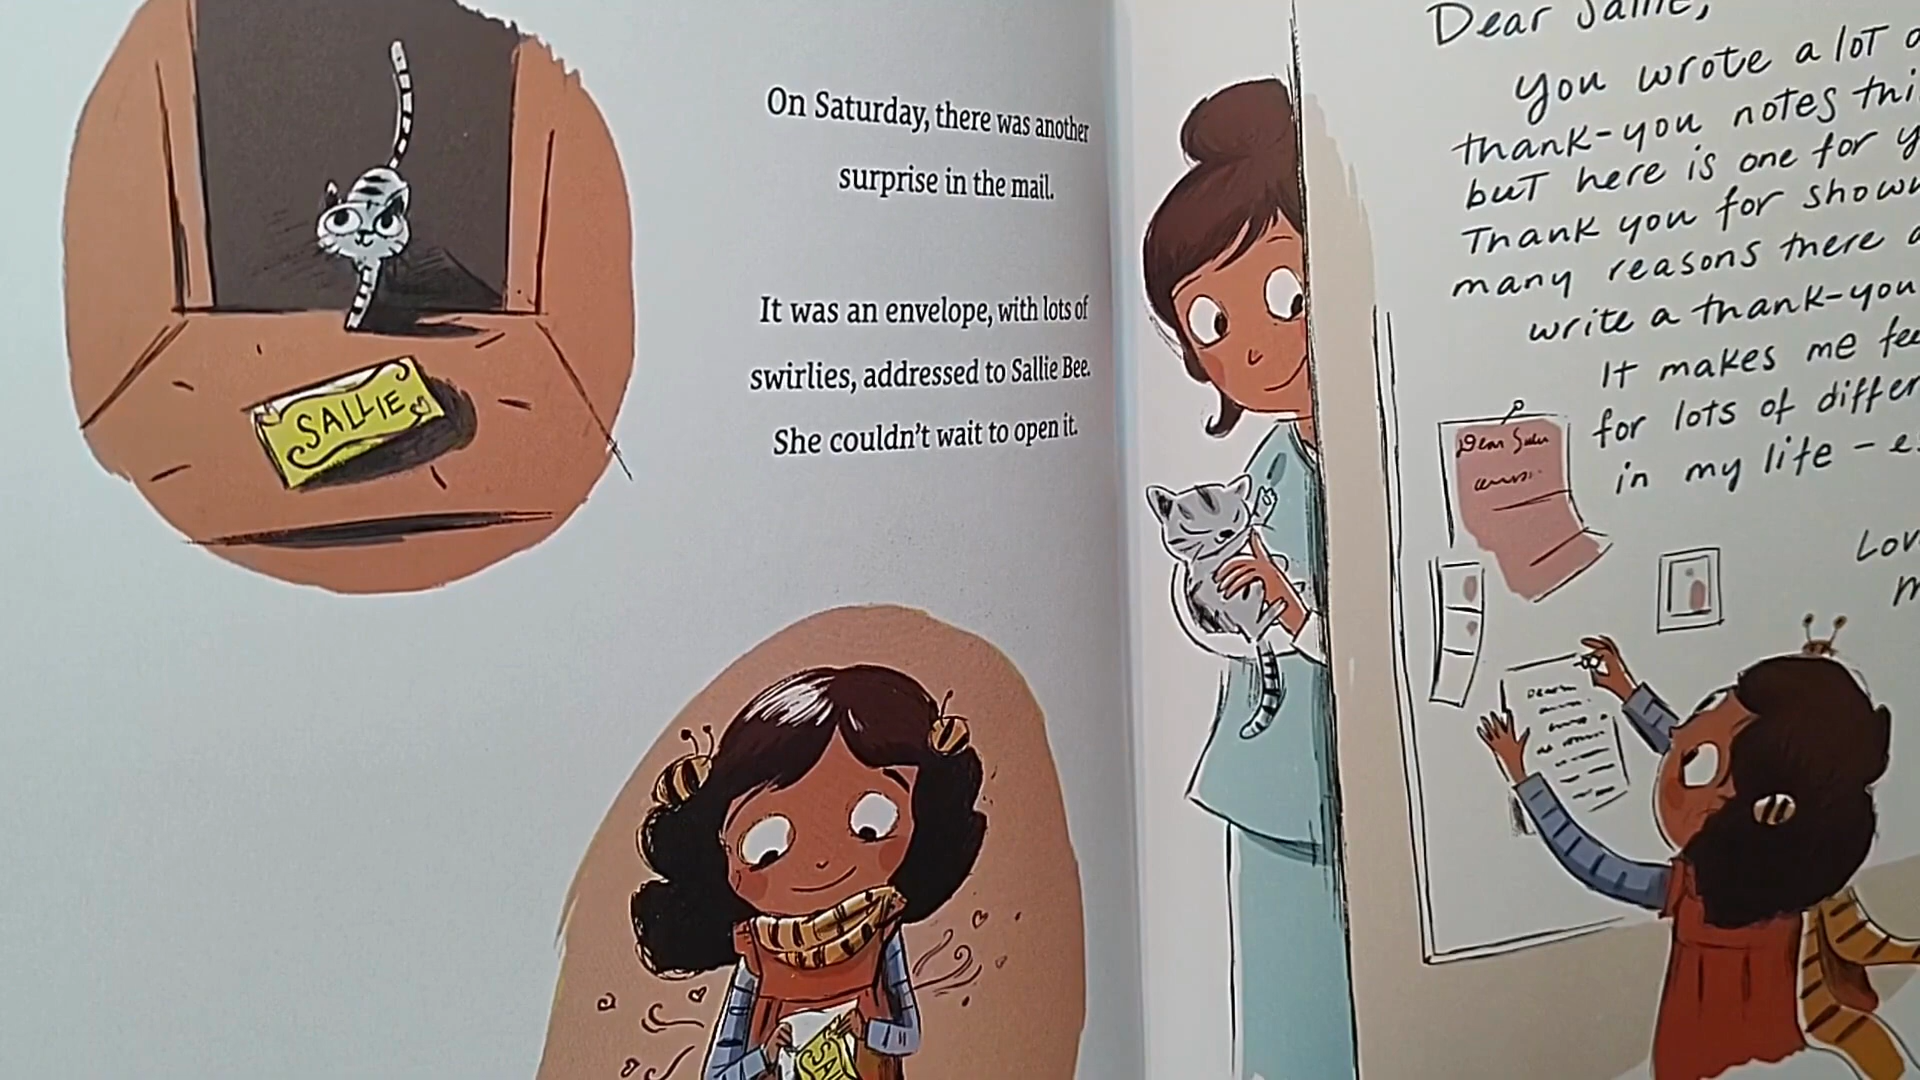 SALLIE
On Saturday, there was another
surprise in the mail.
It was an envelope, with lots of
swirlies, addressed to Sallie Bee.
She couldn't wait to open it.
Dear Sallie,
You wrote a lot
thank-you notes
but here is one for
Thank you for
many reasons there
write a thank-you
It makes me
for lots of
in my life –
Dear